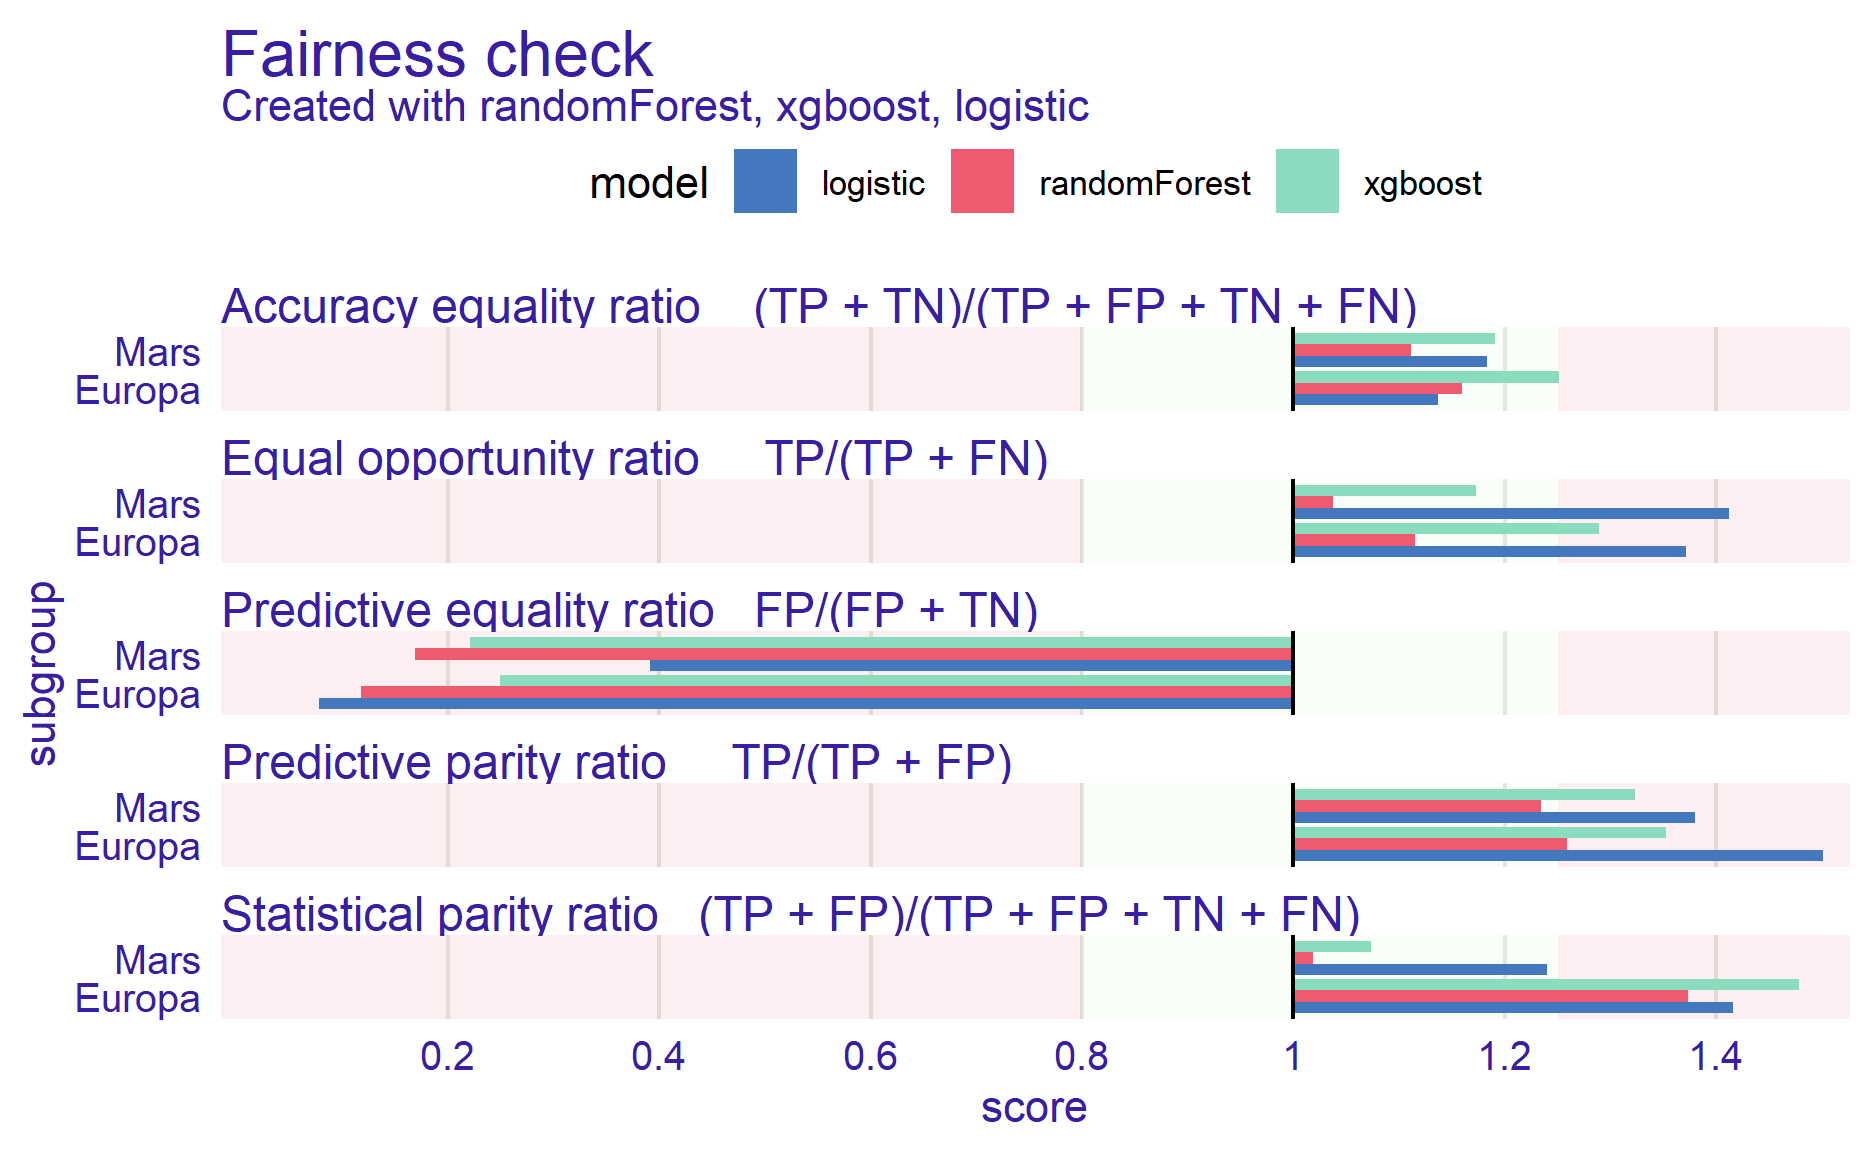 Fairness check
Created with randomForest, xgboost, logistic
model logistic randomForest xgboost
Accuracy equality ratio (TP + TN)/(TP + FP + TN + FN)
Mars
Europa
Equal opportunity ratio TP/(TP + FN)
Mars
Europa
Predictive equality ratio FP/(FP + TN)
Mars
Europa
Predictive parity ratio TP/(TP + FP)
Mars
Europa
Statistical parity ratio (TP + FP)/(TP + FP + TN + FN)
Mars
Europa
subgroup
0.2 0.4 0.6 0.8 1 1.2 1.4
score